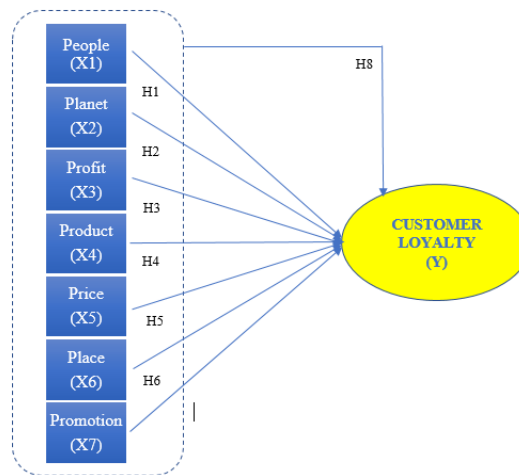 People
(X1)
H8
H1
Planet
(X2)
H2
Profit
(X3)
H3
Product
(X4)
H4
CUSTOMER
LOYALTY
(Y)
Price
(X5)
H5
Place
(X6)
H6
Promotion
(X7)